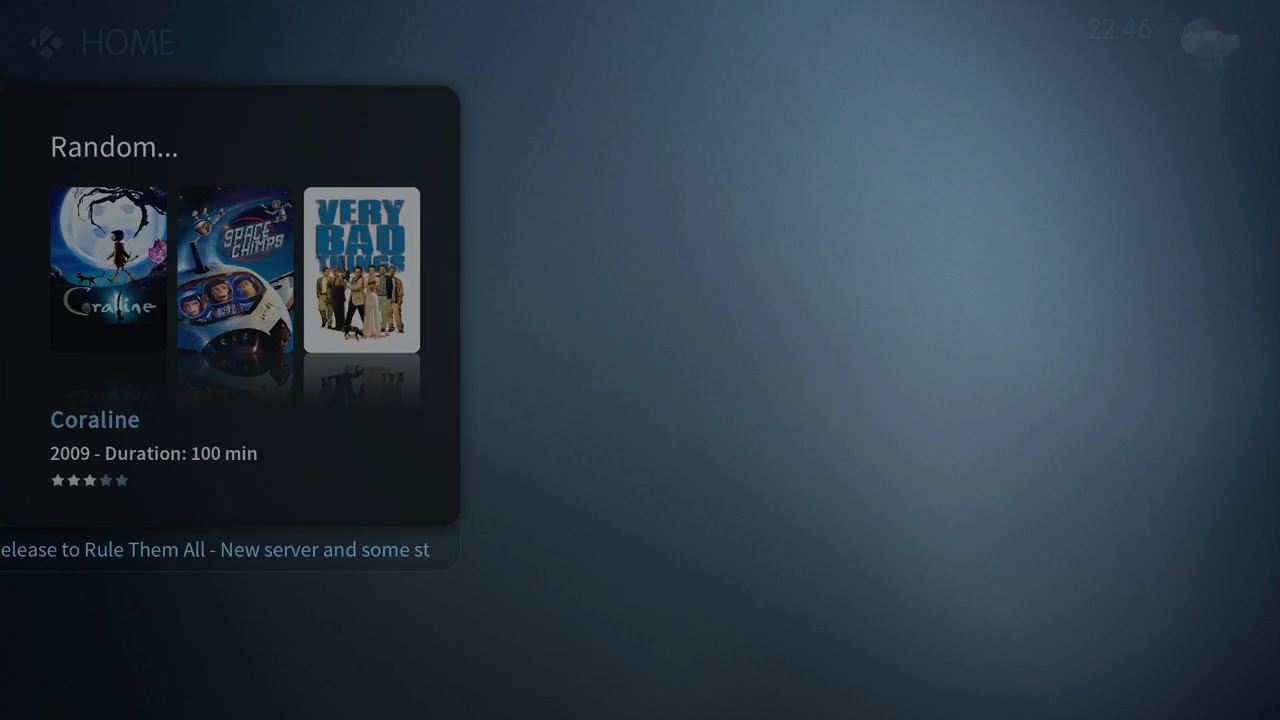 HOME
22:46
Random...
Coraline
SPACE
CHIMPS
VERY
BAD
THINGS
Coraline
2009 - Duration: 100 min
elease to Rule Them All - New server and some st